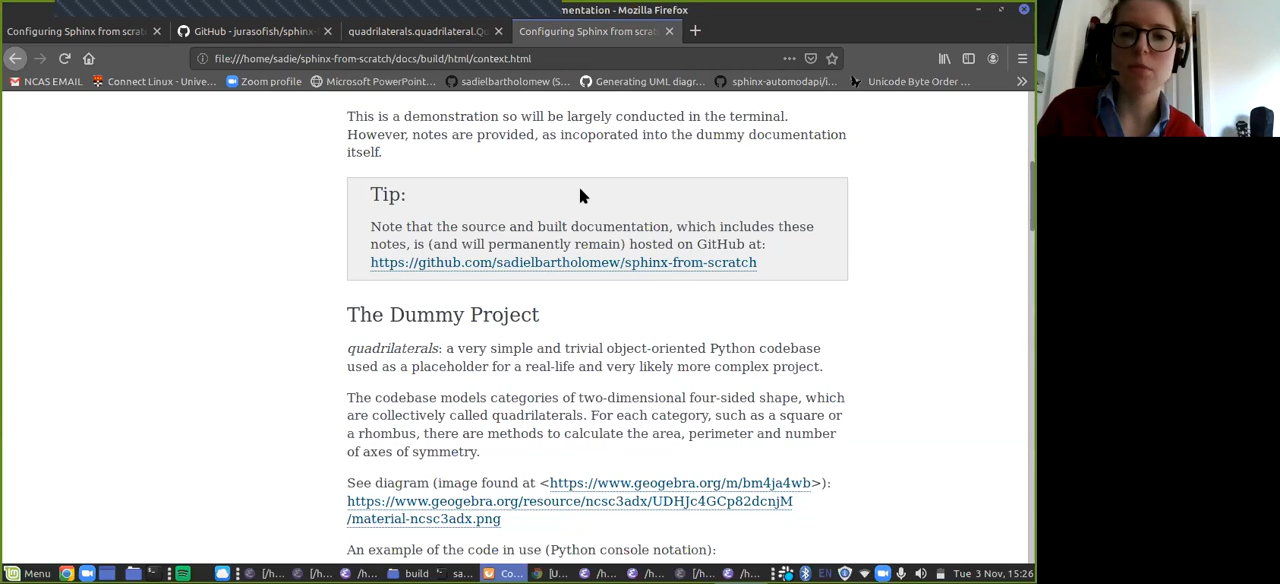 mentation - Mozilla Firefox
Configuring Sphinx from scrat
GitHub - jurasofish/sphinx-
quadrilaterals.quadrilateral.Qu
Configuring Sphinx from scrat
file:///home/sadie/sphinx-from-scratch/docs/build/html/context.html
NCAS EMAIL
Connect Linux - Unive...
Zoom profile
Microsoft PowerPoint...
sadielbartholomew (S...
Generating UML diagr...
sphinx-automodapi/i...
Unicode Byte Order ...
This is a demonstration so will be largely conducted in the terminal.
However, notes are provided, as incoporated into the dummy documentation
itself.
Tip:
Note that the source and built documentation, which includes these
notes, is (and will permanently remain) hosted on GitHub at:
https://github.com/sadielbartholomew/sphinx-from-scratch
The Dummy Project
quadrilaterals: a very simple and trivial object-oriented Python codebase
used as a placeholder for a real-life and very likely more complex project.
The codebase models categories of two-dimensional four-sided shape, which
are collectively called quadrilaterals. For each category, such as a square or
a rhombus, there are methods to calculate the area, perimeter and number
of axes of symmetry.
See diagram (image found at <https://www.geogebra.org/m/bm4ja4wb>):
https://www.geogebra.org/resource/ncsc3adx/UDHJc4GCp82dcnjM
/material-ncsc3adx.png
An example of the code in use (Python console notation):
Menu
[/h...
[/h...
/h...
build
sa...
Co...
[U...
/h...
/h...
[/h...
/h...
EN
Tue 3 Nov, 15:26